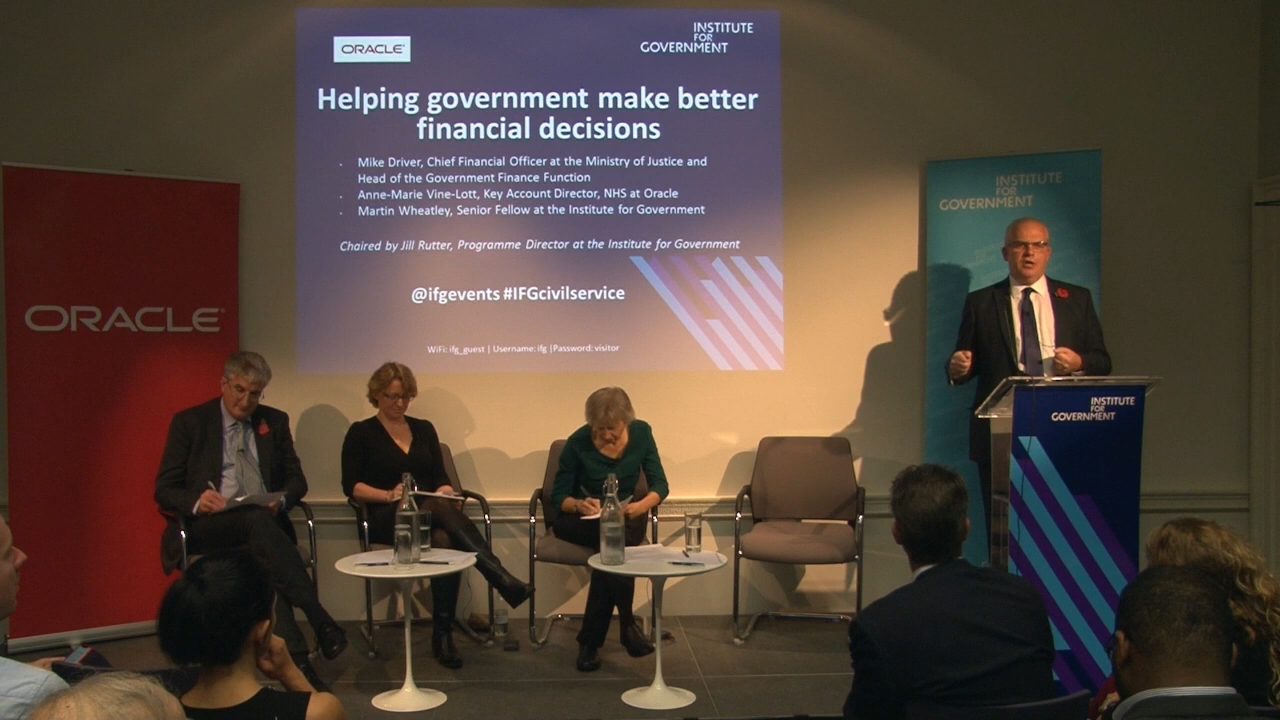 ORACLE
INSTITUTE
FOR
GOVERNMENT
Helping government make better
financial decisions
Mike Driver, Chief Financial Officer at the Ministry of Justice and
Head of the Government Finance Function
Anne-Marie Vine-Lott, Key Account Director, NHS at Oracle
Martin Wheatley, Senior Fellow at the Institute for Government
Chaired by Jill Rutter, Programme Director at the Institute for Government
@ifgevents #IFGcivilservice
WiFi: ifg_guest | Username: ifg |Password: visitor
ORACLE
INSTITUTE
FOR
GOVERNMENT
INSTITUTE
FOR
GOVERNMENT